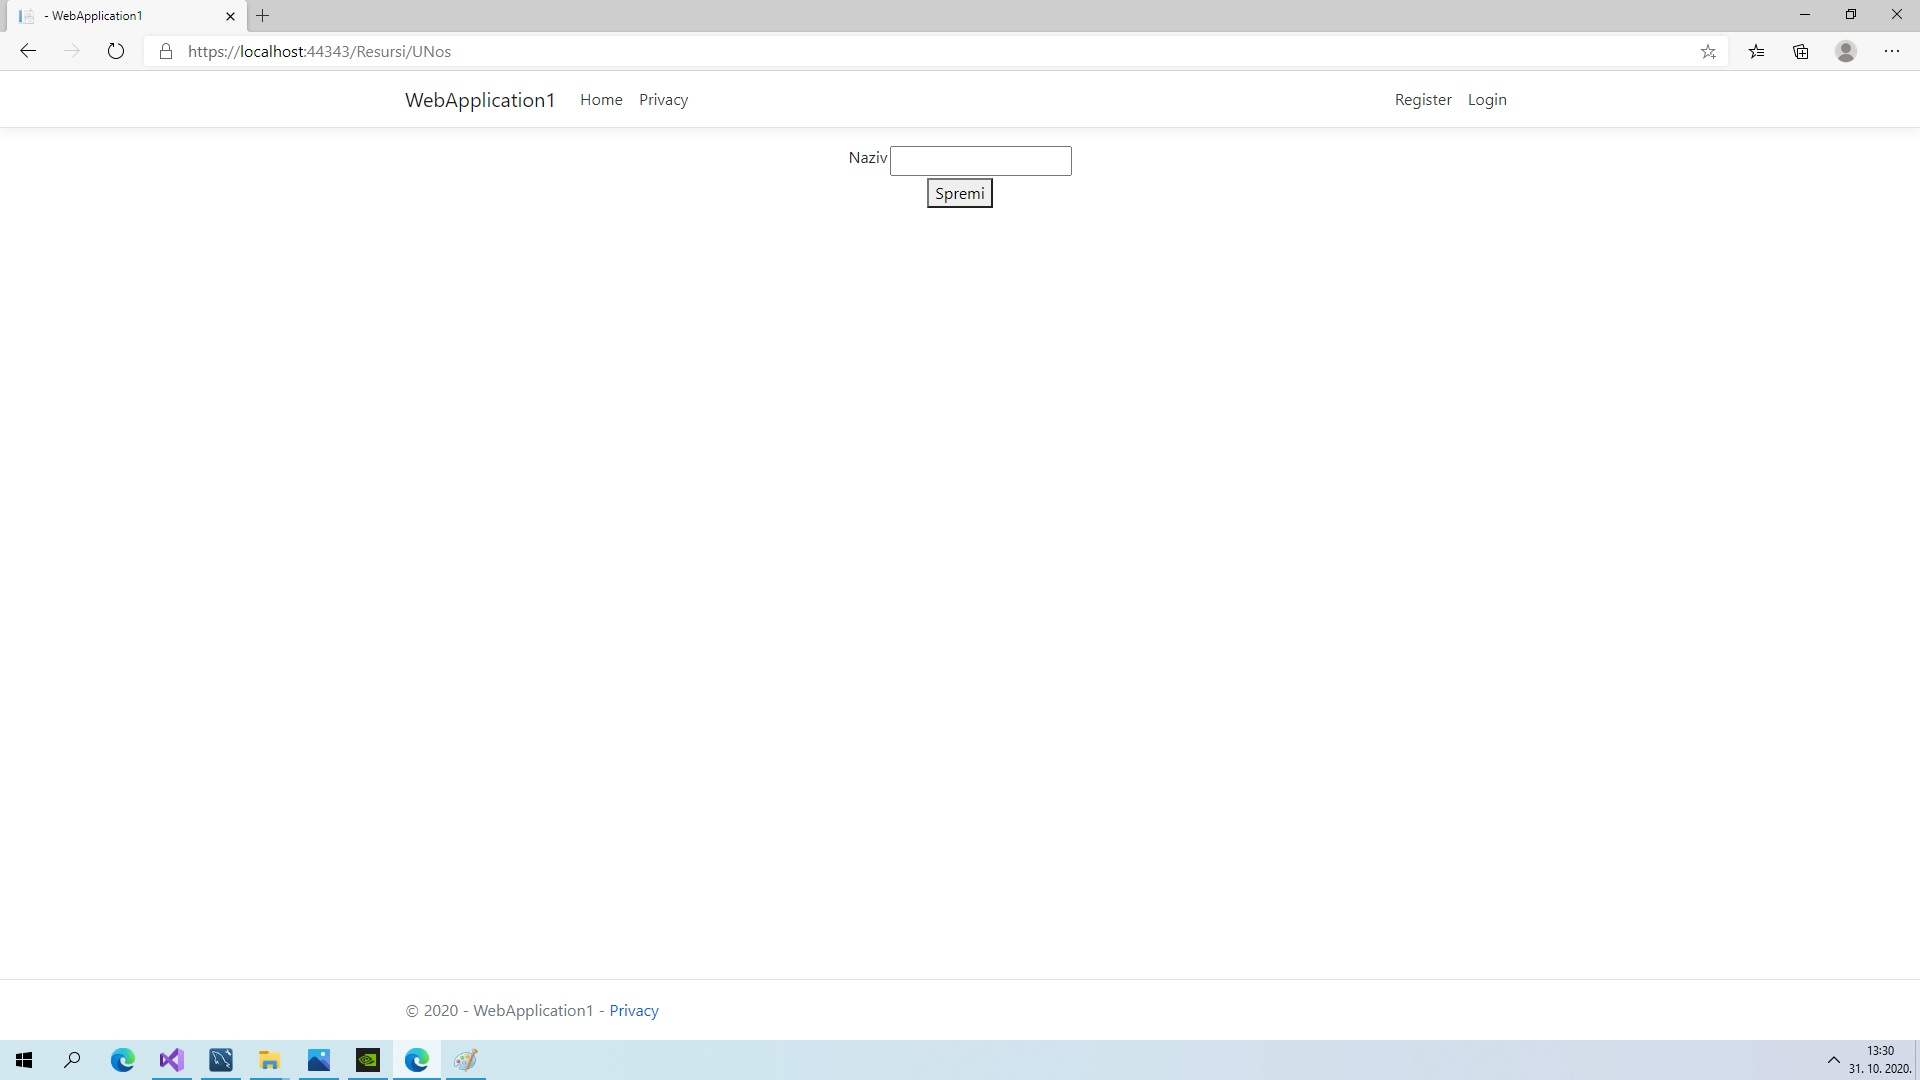 - WebApplication1
https://localhost:44343/Resursi/UNos
WebApplication1 Home Privacy Register Login
Naziv
Spremi
© 2020 - WebApplication1 - Privacy
13:30
31. 10. 2020.